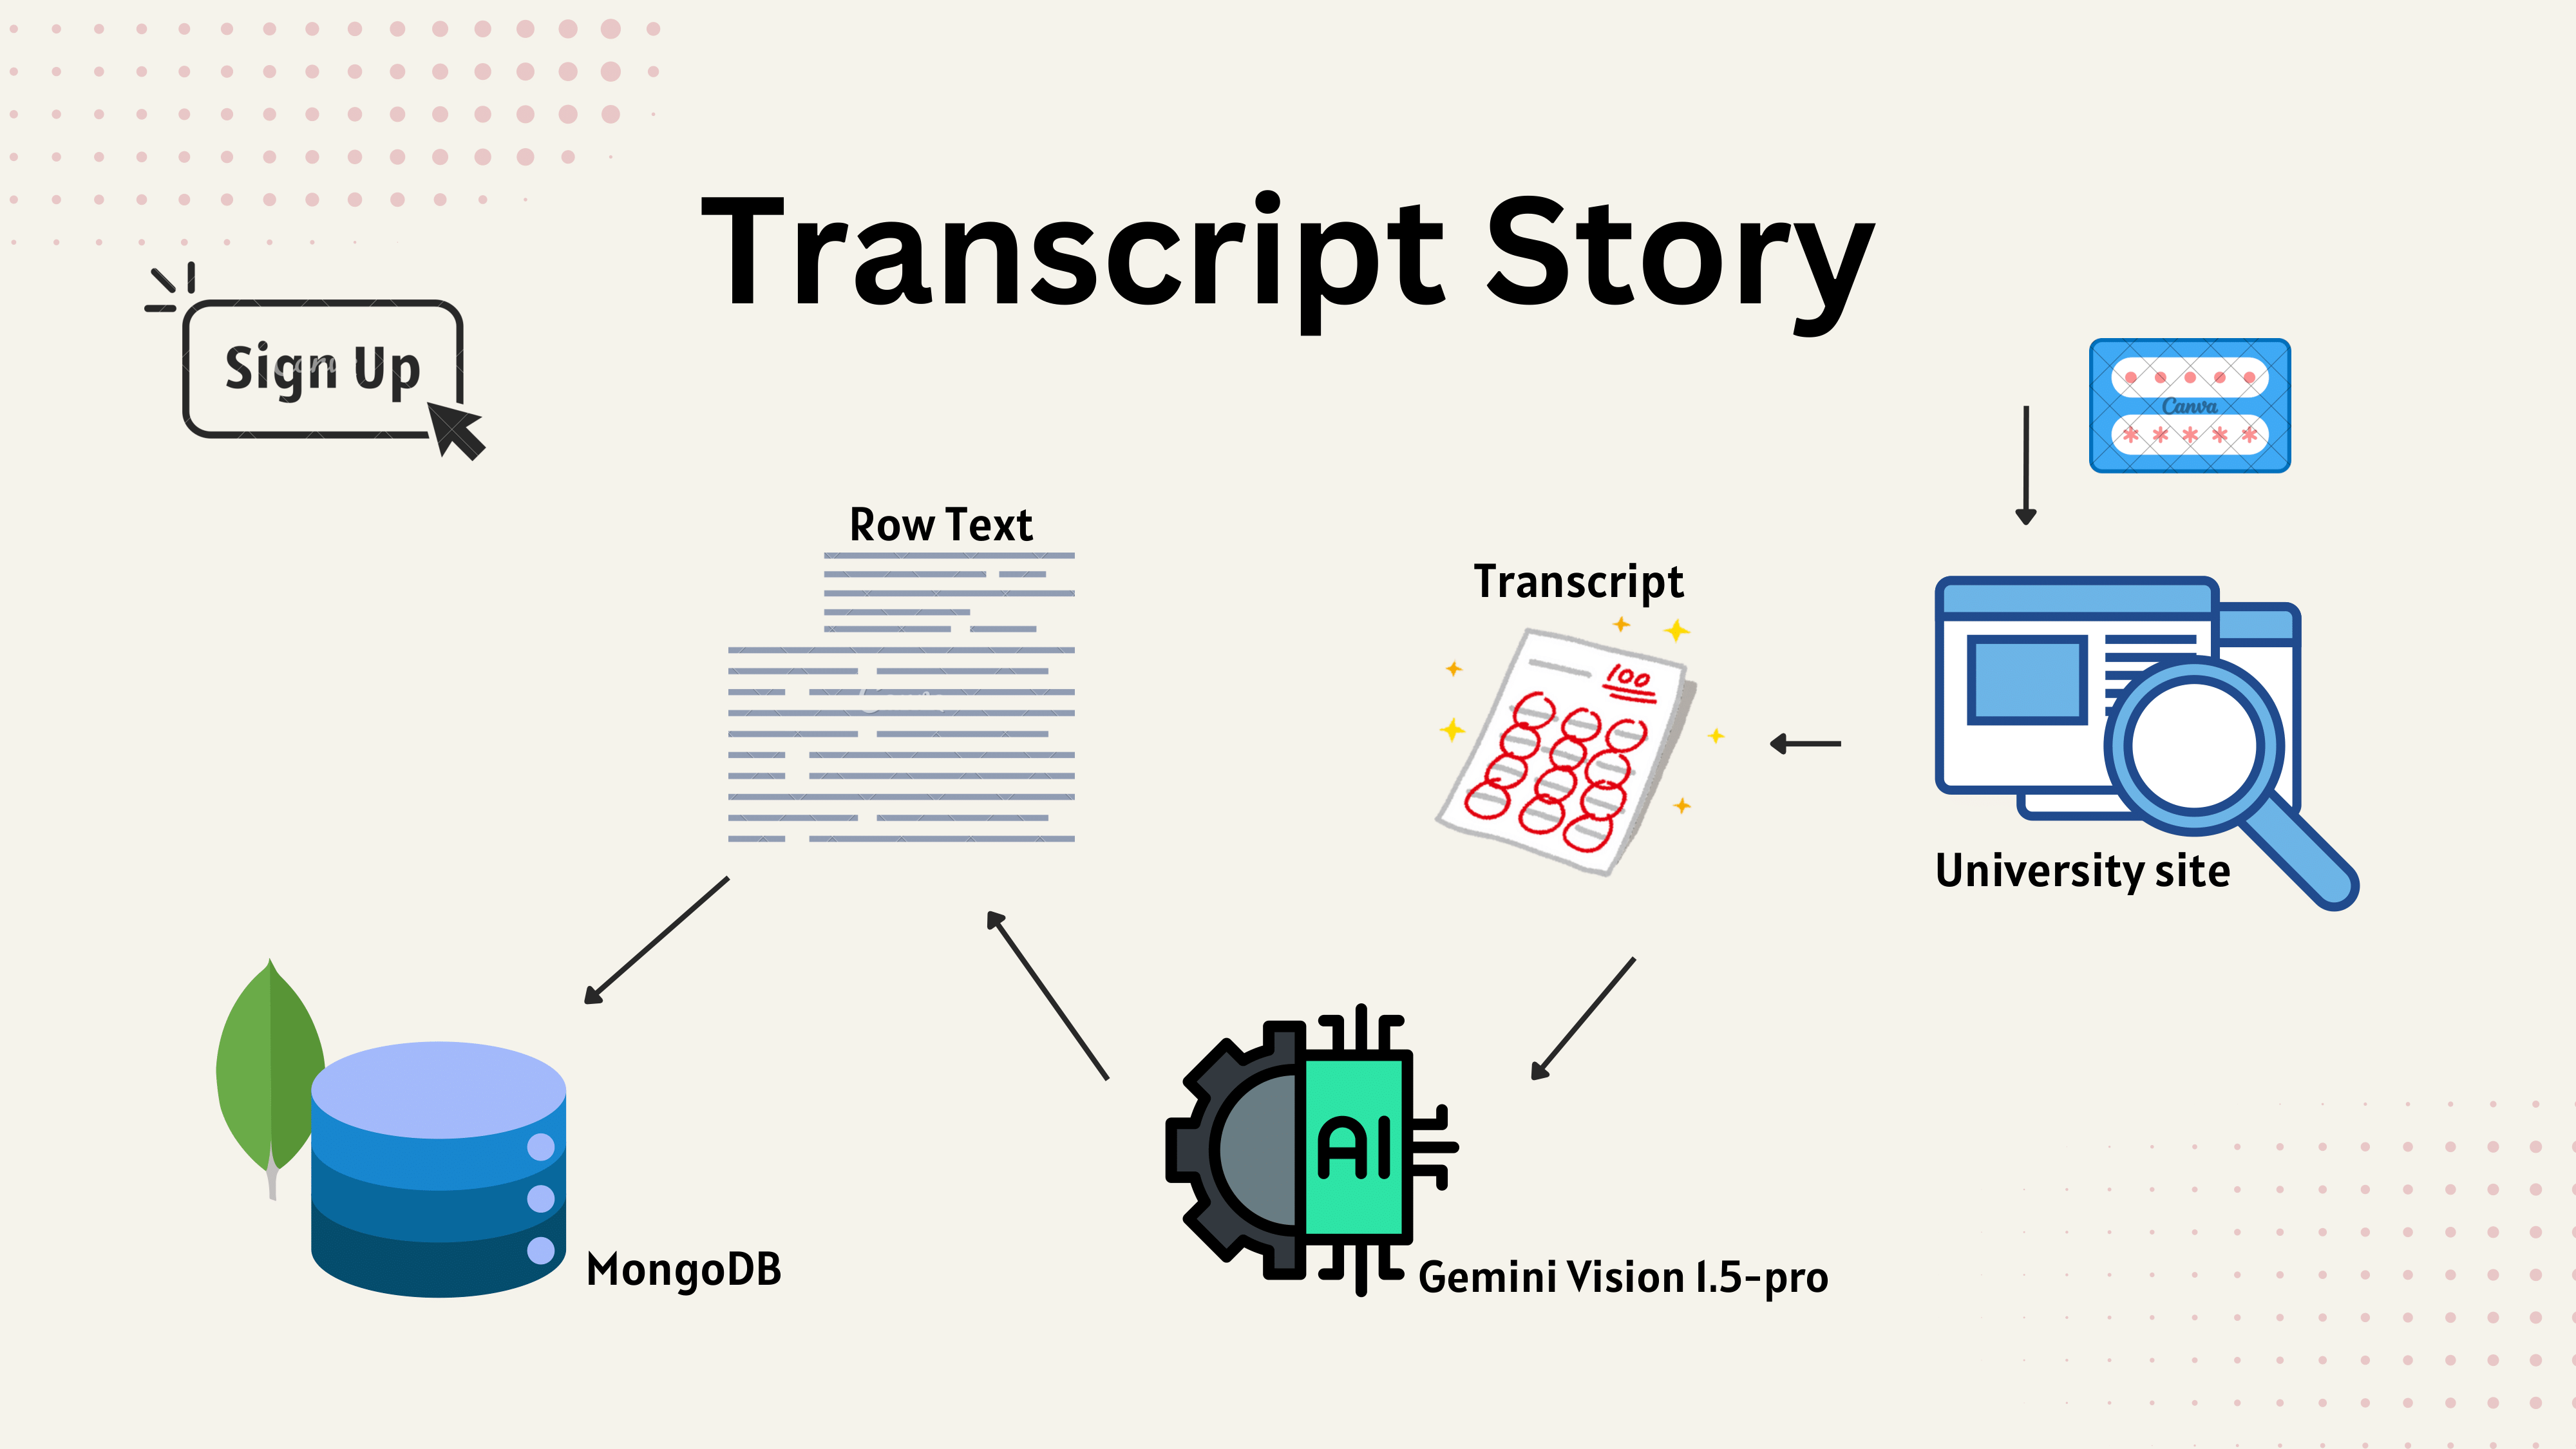 Transcript Story
Sign Up
Canva
Row Text
Transcript
100
University site
AI
MongoDB
Gemini Vision 1.5-pro